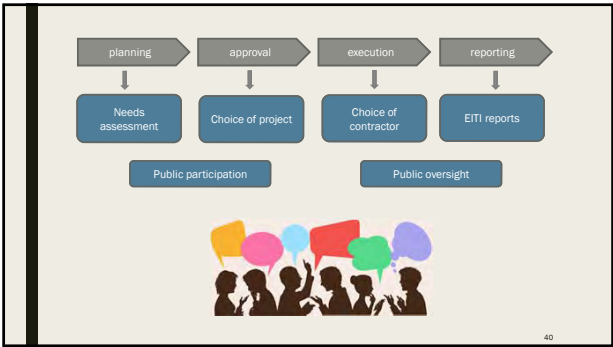 planning
approval
execution
reporting
Needs
assessment
Choice of project
Choice of
contractor
EITI reports
Public participation
Public oversight
40